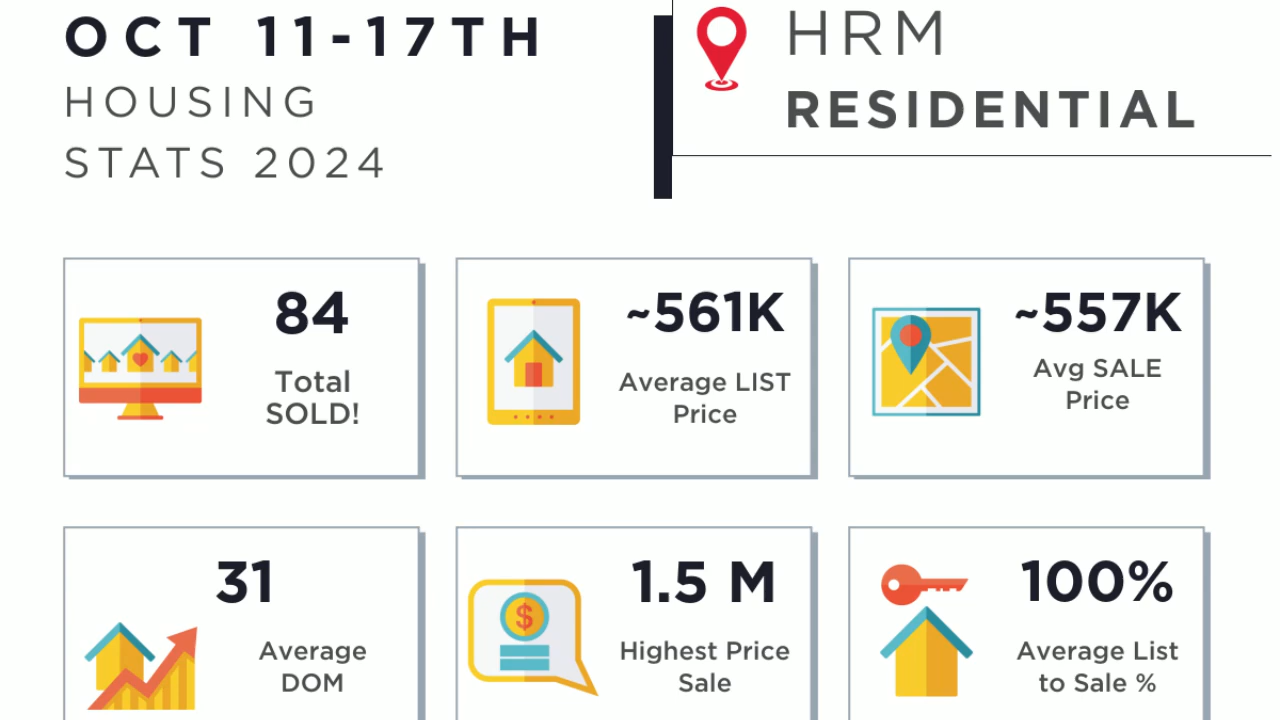 OCT 11-17TH
HOUSING
STATS 2024
HRM
RESIDENTIAL
84
Total
SOLD!
~561K
Average LIST
Price
~557K
Avg SALE
Price
31
Average
DOM
$
1.5 M
Highest Price
Sale
100%
Average List
to Sale %